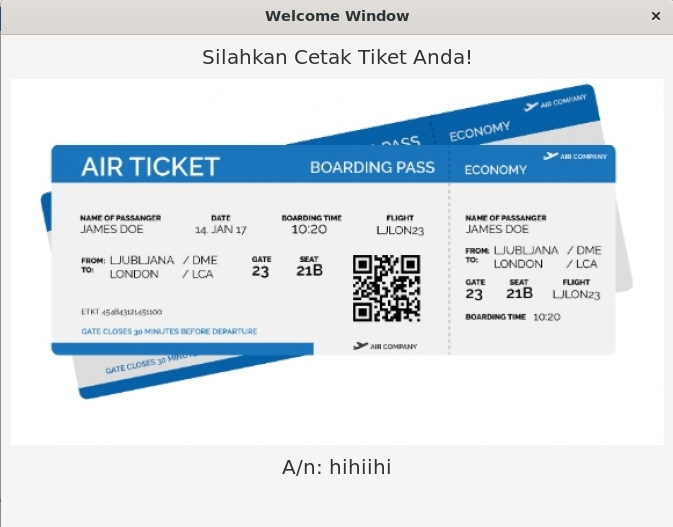 Welcome Window
Silahkan Cetak Tiket Anda!
AIR COMPANY
PASS
ECONOMY
AIR TICKET
BOARDING PASS
ECONOMY
AIR COMPANY
NAME OF PASSANGER
JAMES DOE
DATE
14. JAN 17
BOARDING TIME
10:20
FLIGHT
LJLON23
FROM: LJUBLJANA / DME
TO: LONDON / LCA
GATE
23
SEAT
21B
ETKT 454843121451100
GATE CLOSES 30 MINUTES BEFORE DEPARTURE
AIR COMPANY
NAME OF PASSANGER
JAMES DOE
FROM: LJUBLJANA / DME
TO: LONDON / LCA
GATE
23
SEAT
21B
FLIGHT
LJLON23
BOARDING TIME 10:20
GATE CLOSES 30
A/n: hihiihi